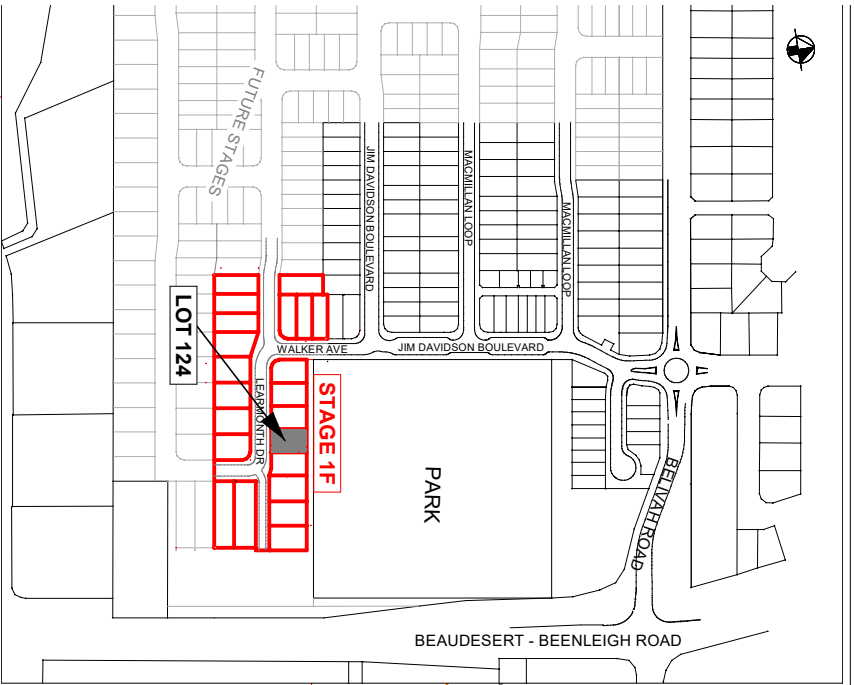 FUTURE STAGES
JIM DAVIDSON BOULEVARD
MACMILLAN LOOP
MACMILLAN LOOP
LOT 124
WALKER AVE
JIM DAVIDSON BOULEVARD
LEARMONTH DR
STAGE 1F
PARK
BELIVAH ROAD
BEAUDESERT - BEENLEIGH ROAD